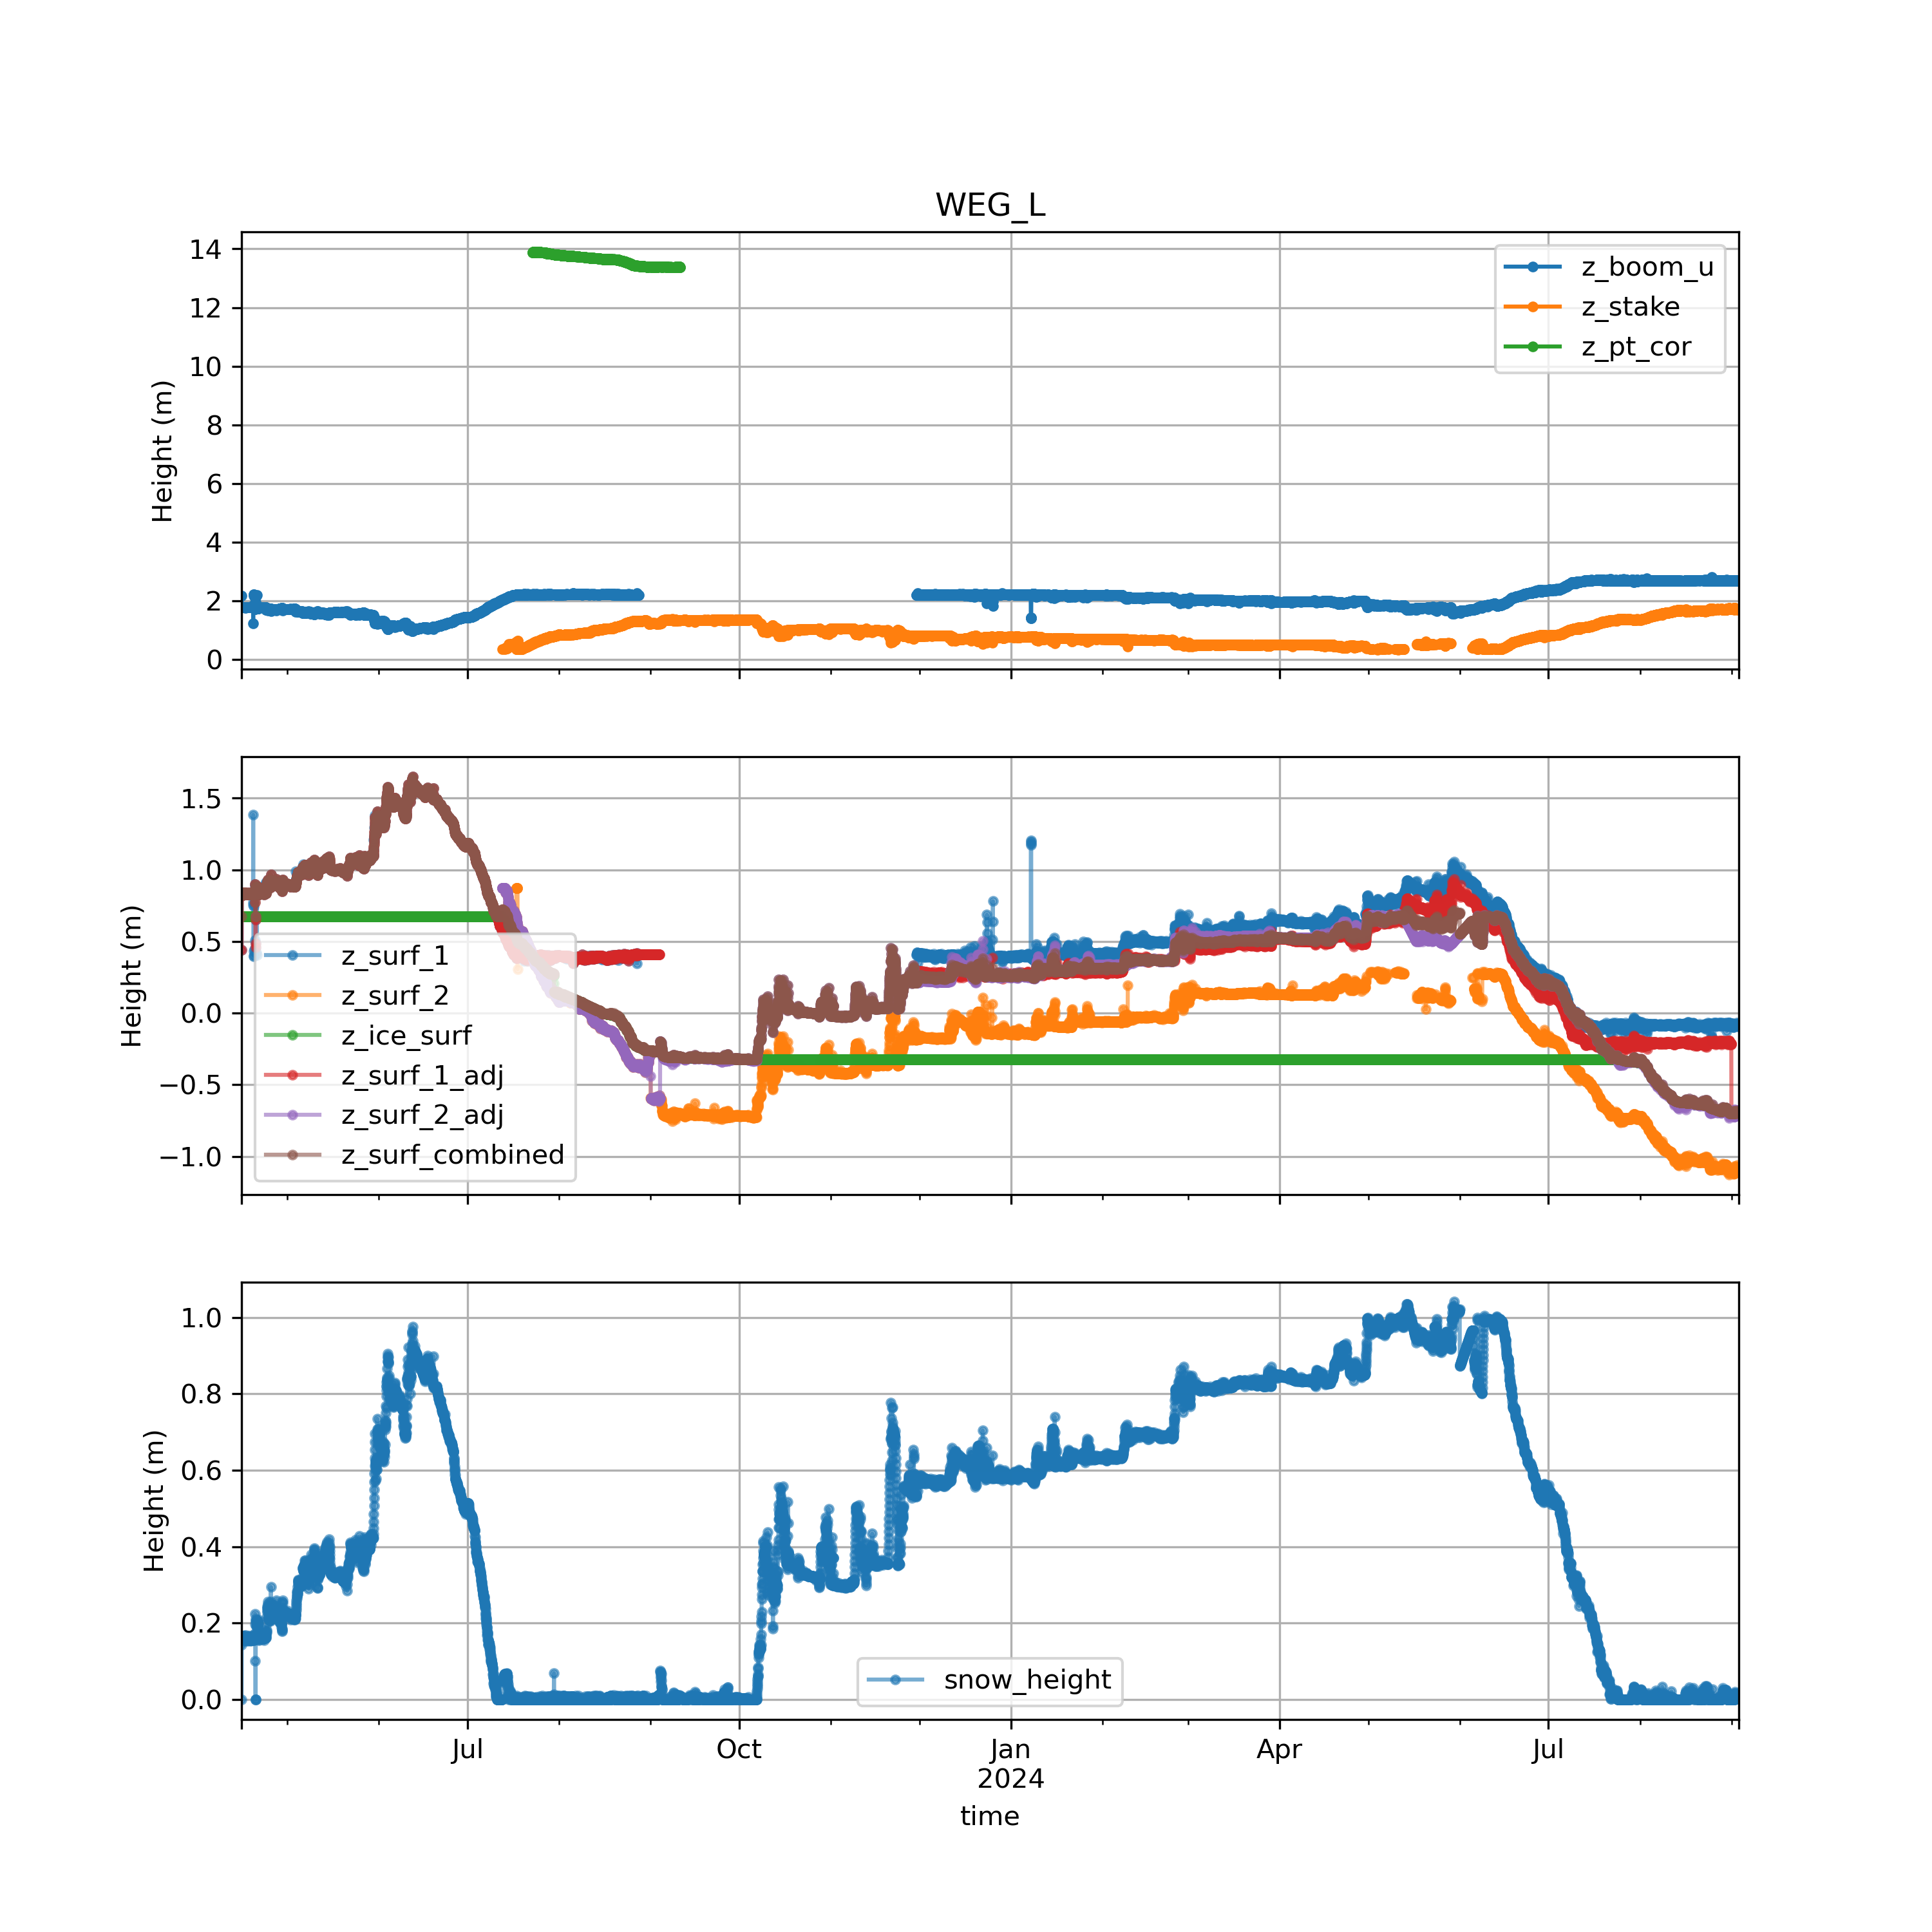 WEG_L
14
12
10
8
6
4
2
0
Height (m)
z_boom_u
z_stake
z_pt_cor
1.5
1.0
0.5
0.0
−0.5
−1.0
Height (m)
z_surf_1
z_surf_2
z_ice_surf
z_surf_1_adj
z_surf_2_adj
z_surf_combined
1.0
0.8
0.6
0.4
0.2
0.0
Height (m)
snow_height
Jul
Oct
Jan
2024
Apr
Jul
time